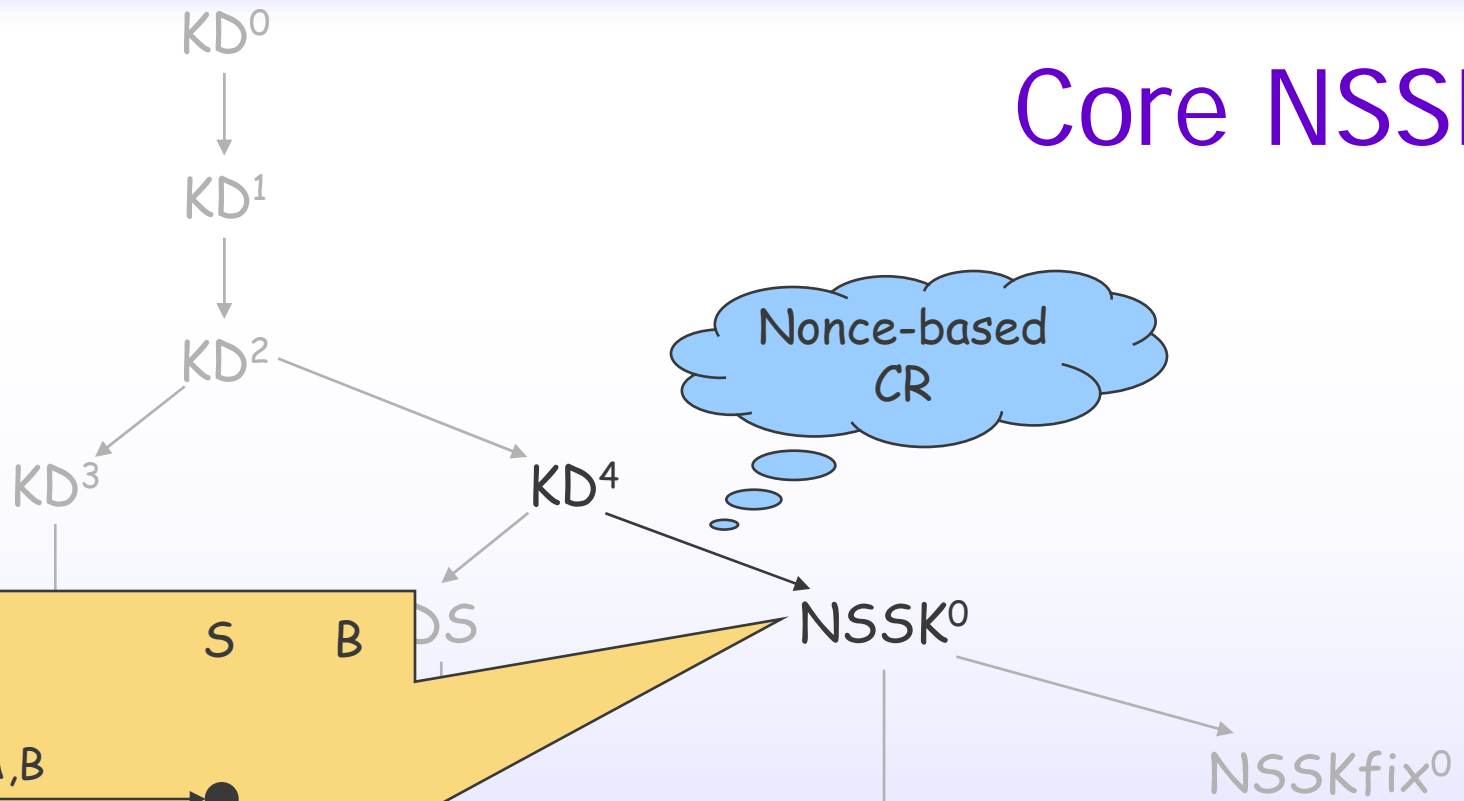 KD⁰
Core NSS
KD¹
Nonce-based
CR
KD²
KD³
KD⁴
S B
NSSK⁰
,B
NSSKfix⁰